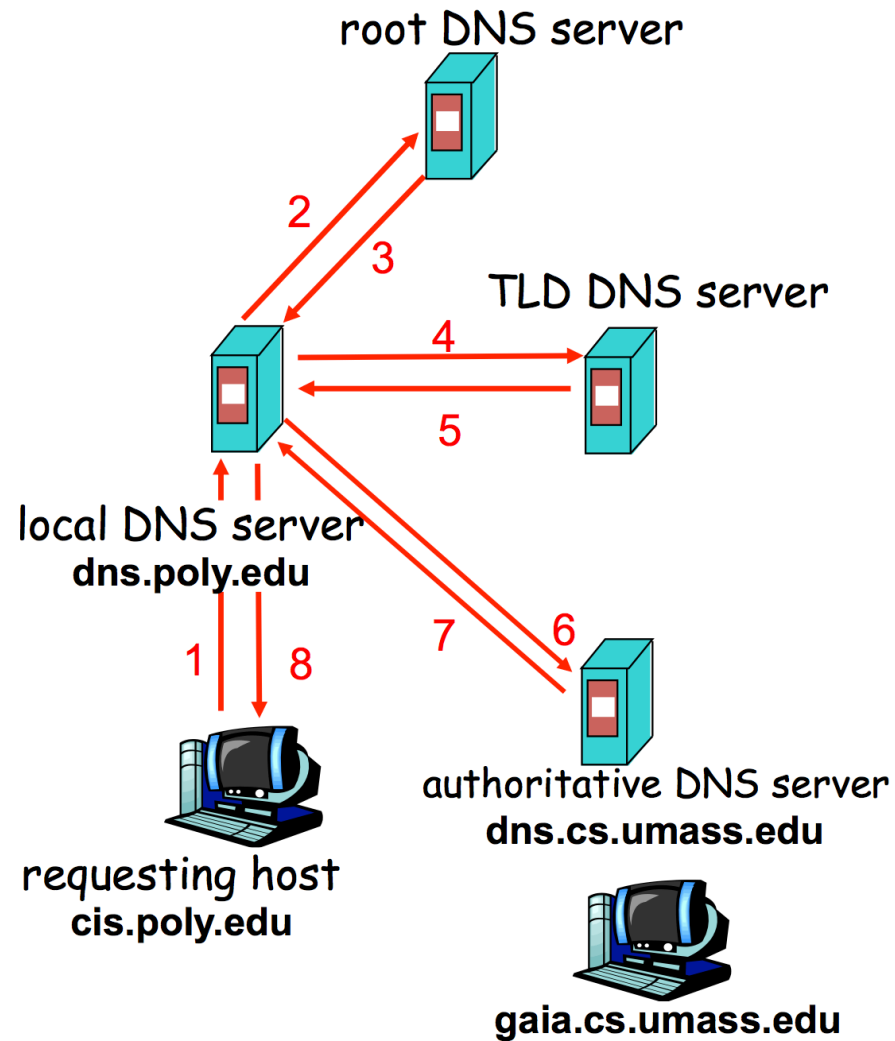 root DNS server
2
3
TLD DNS server
4
5
local DNS server
dns.poly.edu
1
8
7
6
authoritative DNS server
dns.cs.umass.edu
requesting host
cis.poly.edu
gaia.cs.umass.edu